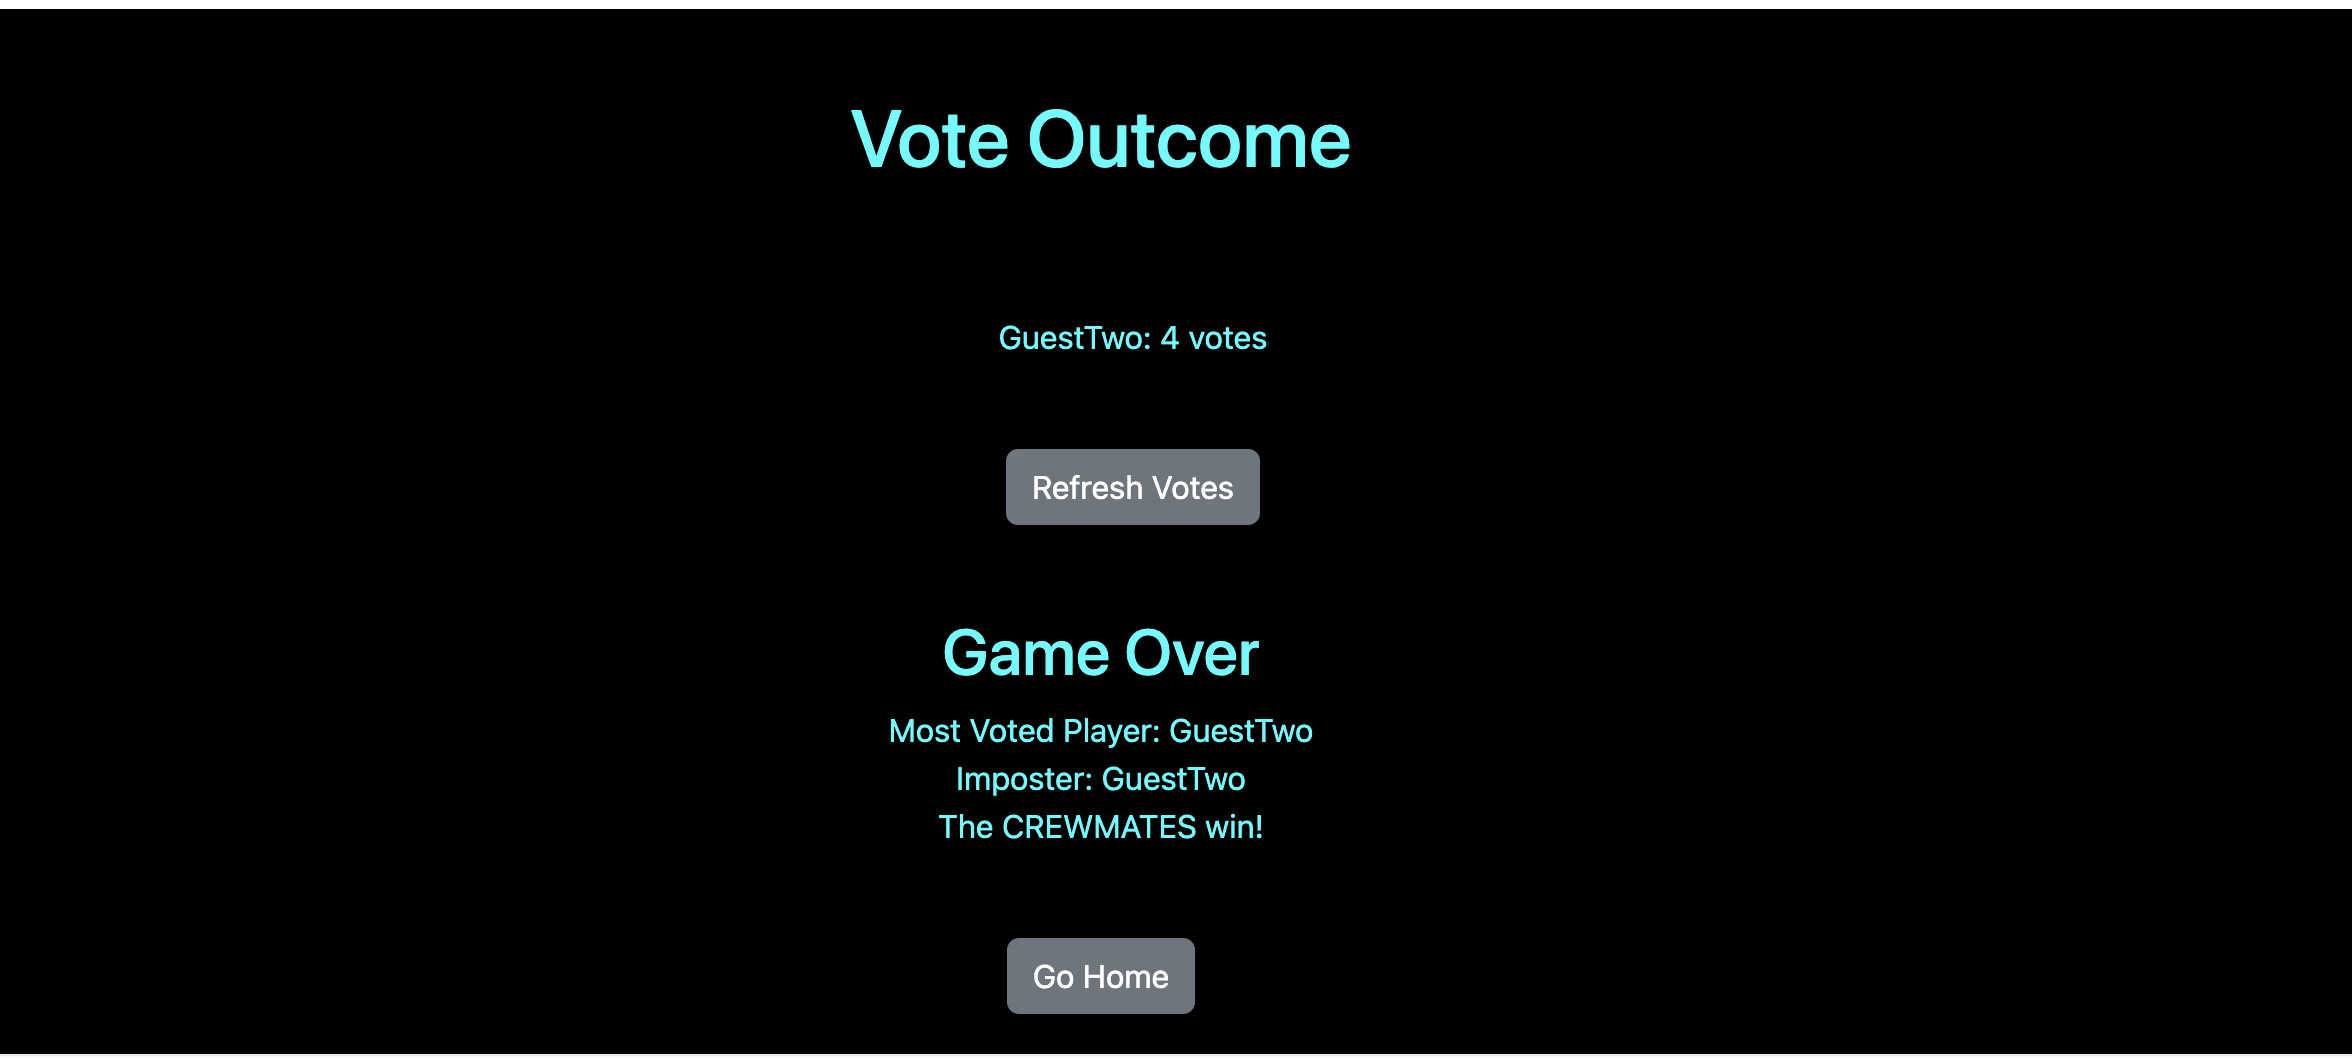 Vote Outcome
GuestTwo: 4 votes
Refresh Votes
Game Over
Most Voted Player: GuestTwo
Imposter: GuestTwo
The CREWMATES win!
Go Home